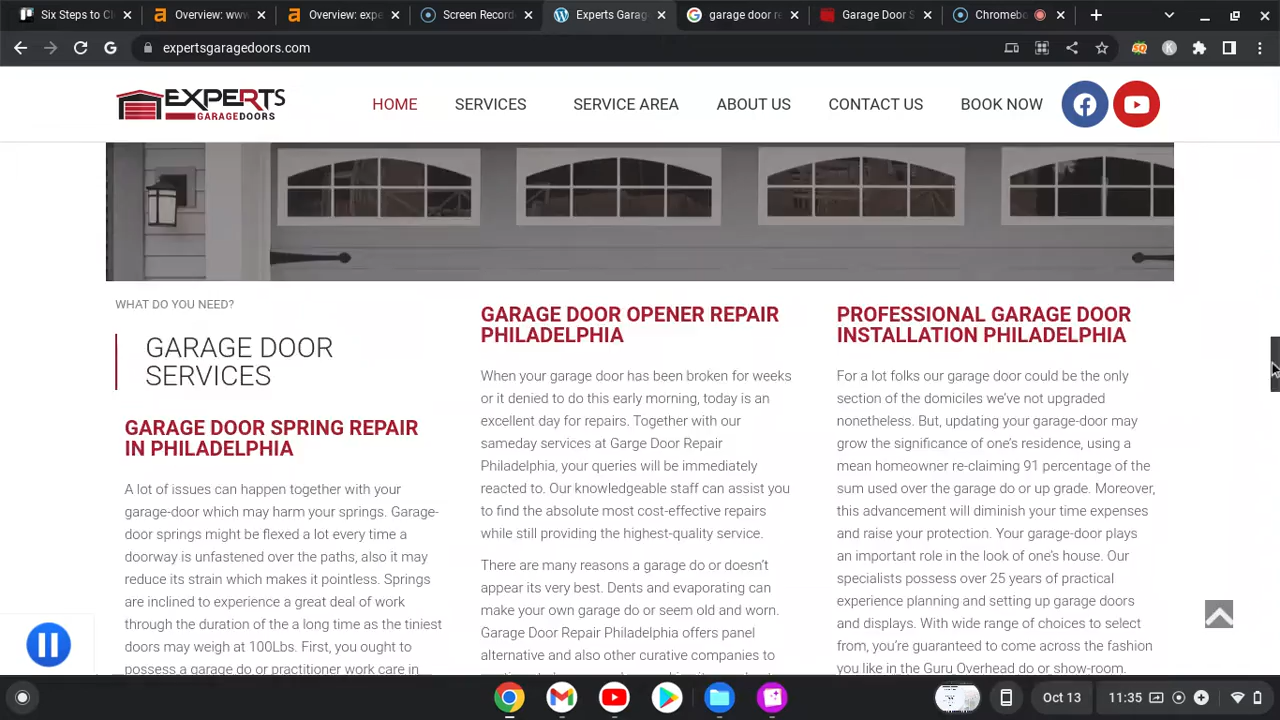 Six Steps to Cl
Overview: www
Overview: expe
Screen Record
Experts Garag
garage door re
Garage Door S
Chromeb
expertsgaragedoors.com
EXPERTS
GARAGEDOORS
HOME
SERVICES
SERVICE AREA
ABOUT US
CONTACT US
BOOK NOW
WHAT DO YOU NEED?
GARAGE DOOR
SERVICES
GARAGE DOOR SPRING REPAIR
IN PHILADELPHIA
A lot of issues can happen together with your
garage-door which may harm your springs. Garage-
door springs might be flexed a lot every time a
doorway is unfastened over the paths, also it may
reduce its strain which makes it pointless. Springs
are inclined to experience a great deal of work
through the duration of the a long time as the tiniest
doors may weigh at 100Lbs. First, you ought to
possess a garage do or practitioner work care in
GARAGE DOOR OPENER REPAIR
PHILADELPHIA
When your garage door has been broken for weeks
or it denied to do this early morning, today is an
excellent day for repairs. Together with our
sameday services at Garge Door Repair
Philadelphia, your queries will be immediately
reacted to. Our knowledgeable staff can assist you
to find the absolute most cost-effective repairs
while still providing the highest-quality service.
There are many reasons a garage do or doesn't
appear its very best. Dents and evaporating can
make your own garage do or seem old and worn.
Garage Door Repair Philadelphia offers panel
alternative and also other curative companies to
PROFESSIONAL GARAGE DOOR
INSTALLATION PHILADELPHIA
For a lot folks our garage door could be the only
section of the domiciles we've not upgraded
nonetheless. But, updating your garage-door may
grow the significance of one's residence, using a
mean homeowner re-claiming 91 percentage of the
sum used over the garage do or up grade. Moreover,
this advancement will diminish your time expenses
and raise your protection. Your garage-door plays
an important role in the look of one's house. Our
specialists possess over 25 years of practical
experience planning and setting up garage doors
and displays. With wide range of choices to select
from, you're guaranteed to come across the fashion
you like in the Guru Overhead do or show-room.
Oct 13
11:35